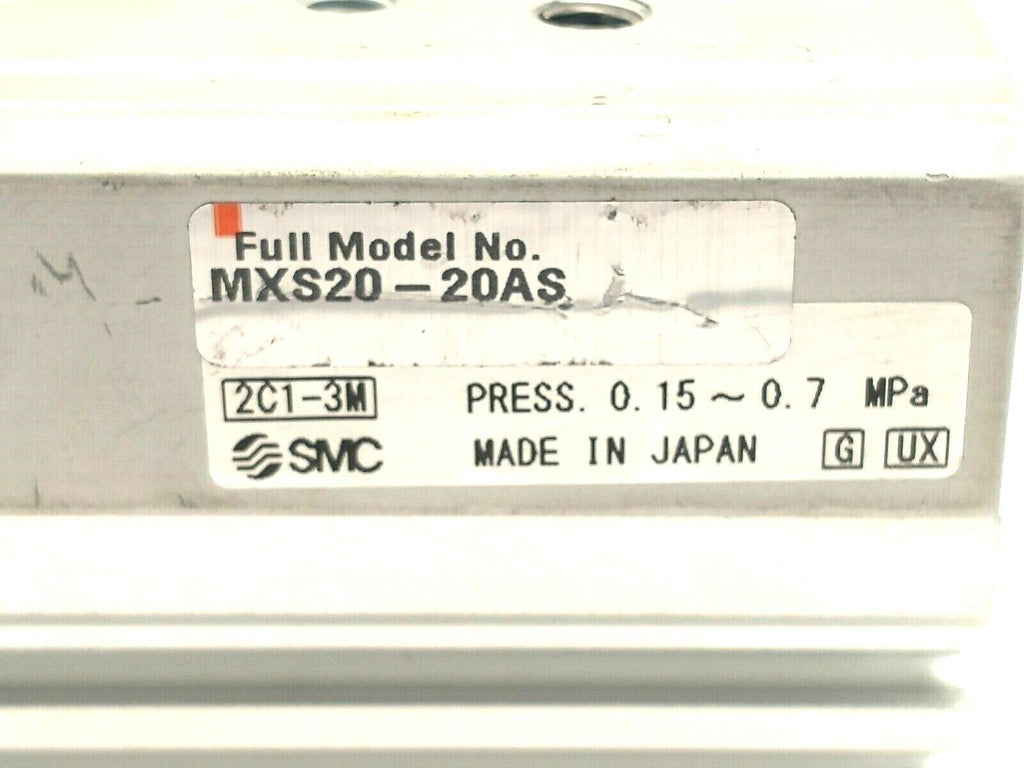 Full Model No.
MXS20-20AS
2C1-3M PRESS. 0.15~0.7 MPa
SMC MADE IN JAPAN G UX